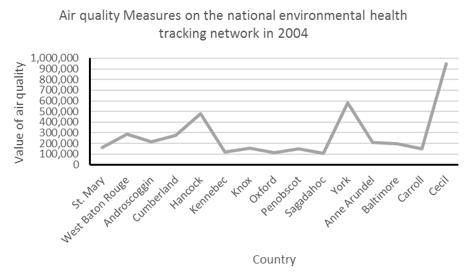 Air quality Measures on the national environmental health
tracking network in 2004
Value of air quality
1,000,000
900,000
800,000
700,000
600,000
500,000
400,000
300,000
200,000
100,000
0
St. Mary
West Baton Rouge
Androscoggin
Cumberland
Hancock
Kennebec
Knox
Oxford
Penobscot
Sagadahoc
York
Anne Arundel
Baltimore
Carroll
Cecil
Country